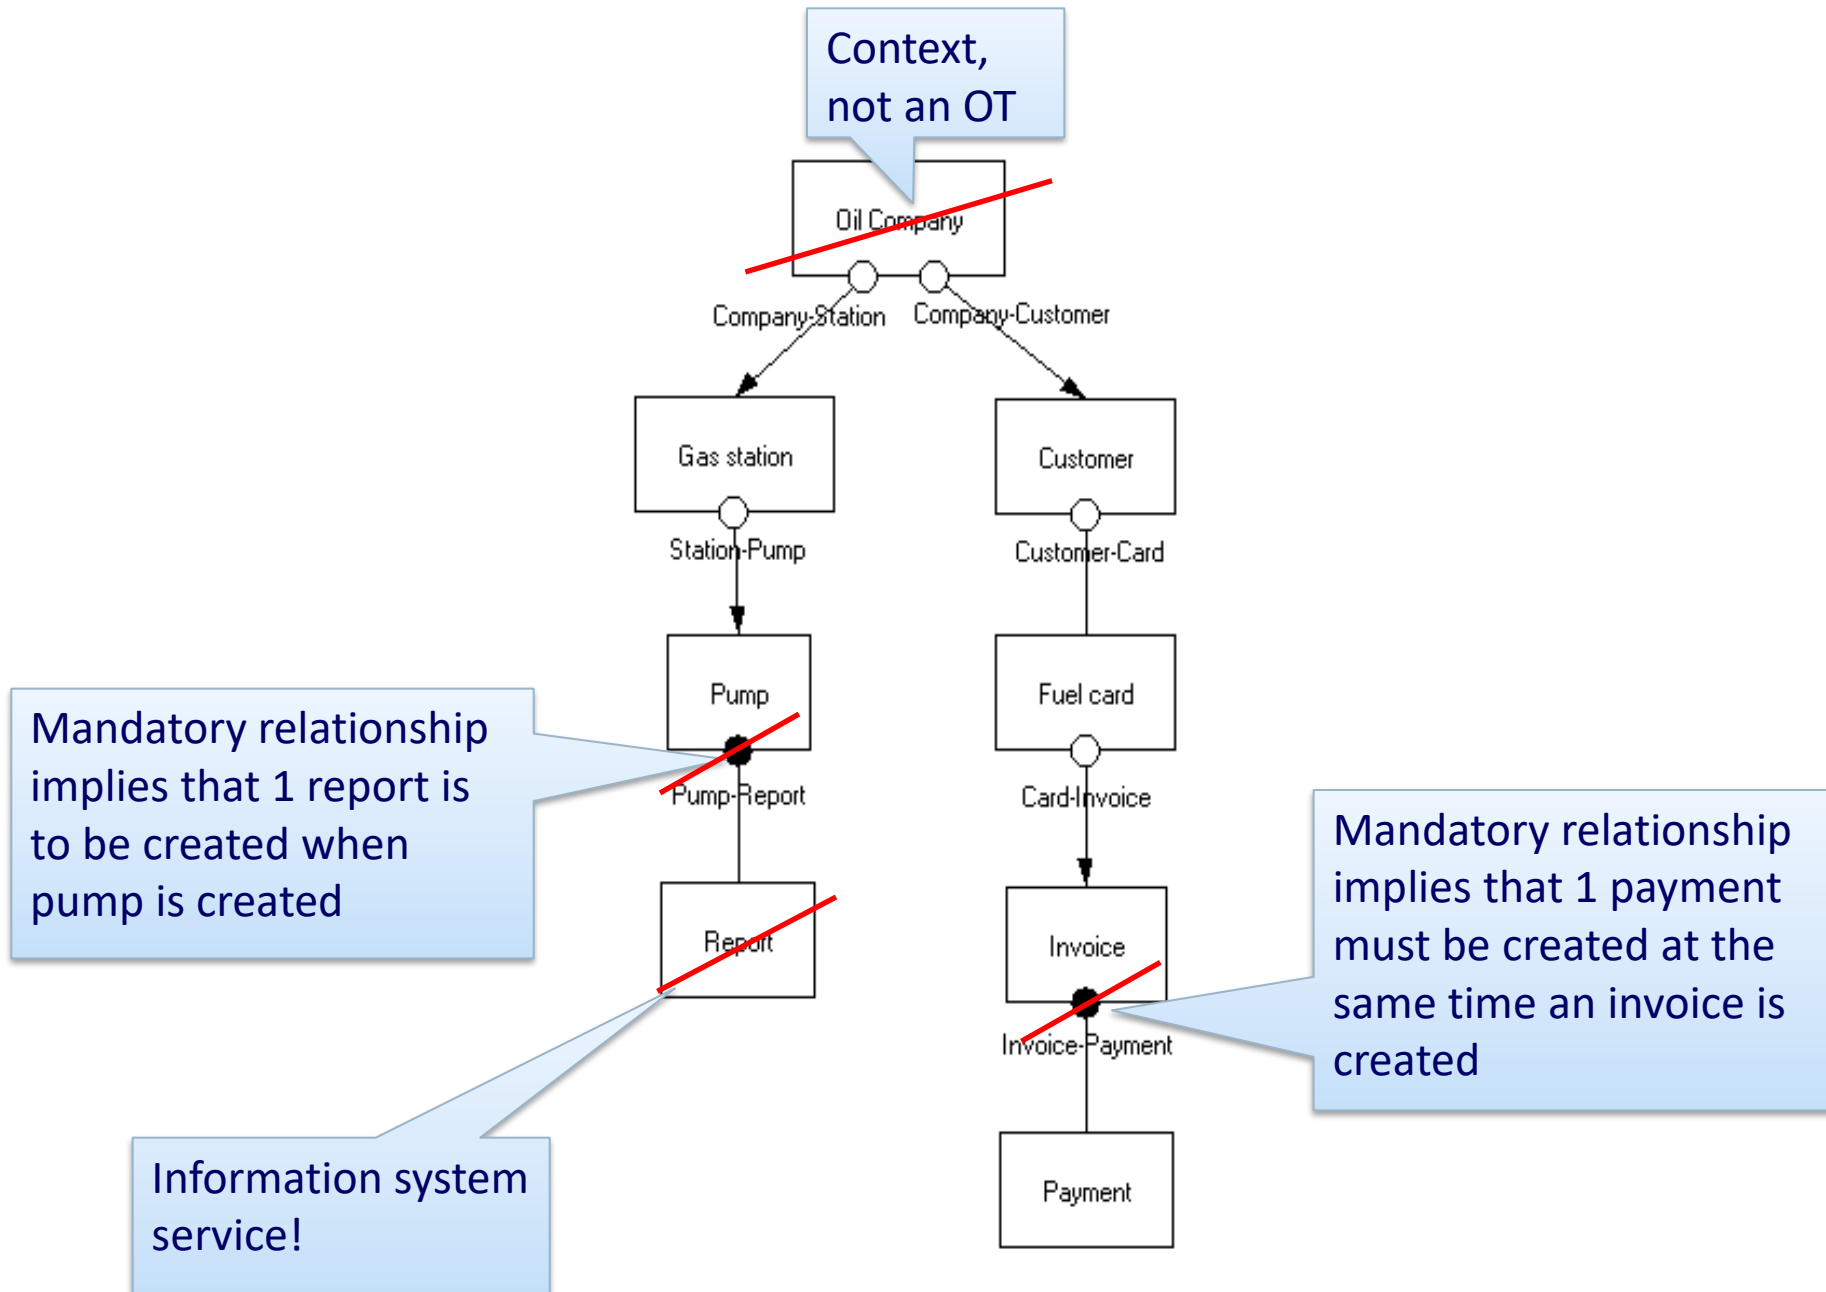 Context,
not an OT
Oil Company
Company-Station
Company-Customer
Gas station
Customer
Station-Pump
Customer-Card
Pump
Fuel card
Mandatory relationship
implies that 1 report is
to be created when
pump is created
Pump-Report
Card-Invoice
Mandatory relationship
implies that 1 payment
must be created at the
same time an invoice is
created
Report
Invoice
Invoice-Payment
Information system
service!
Payment